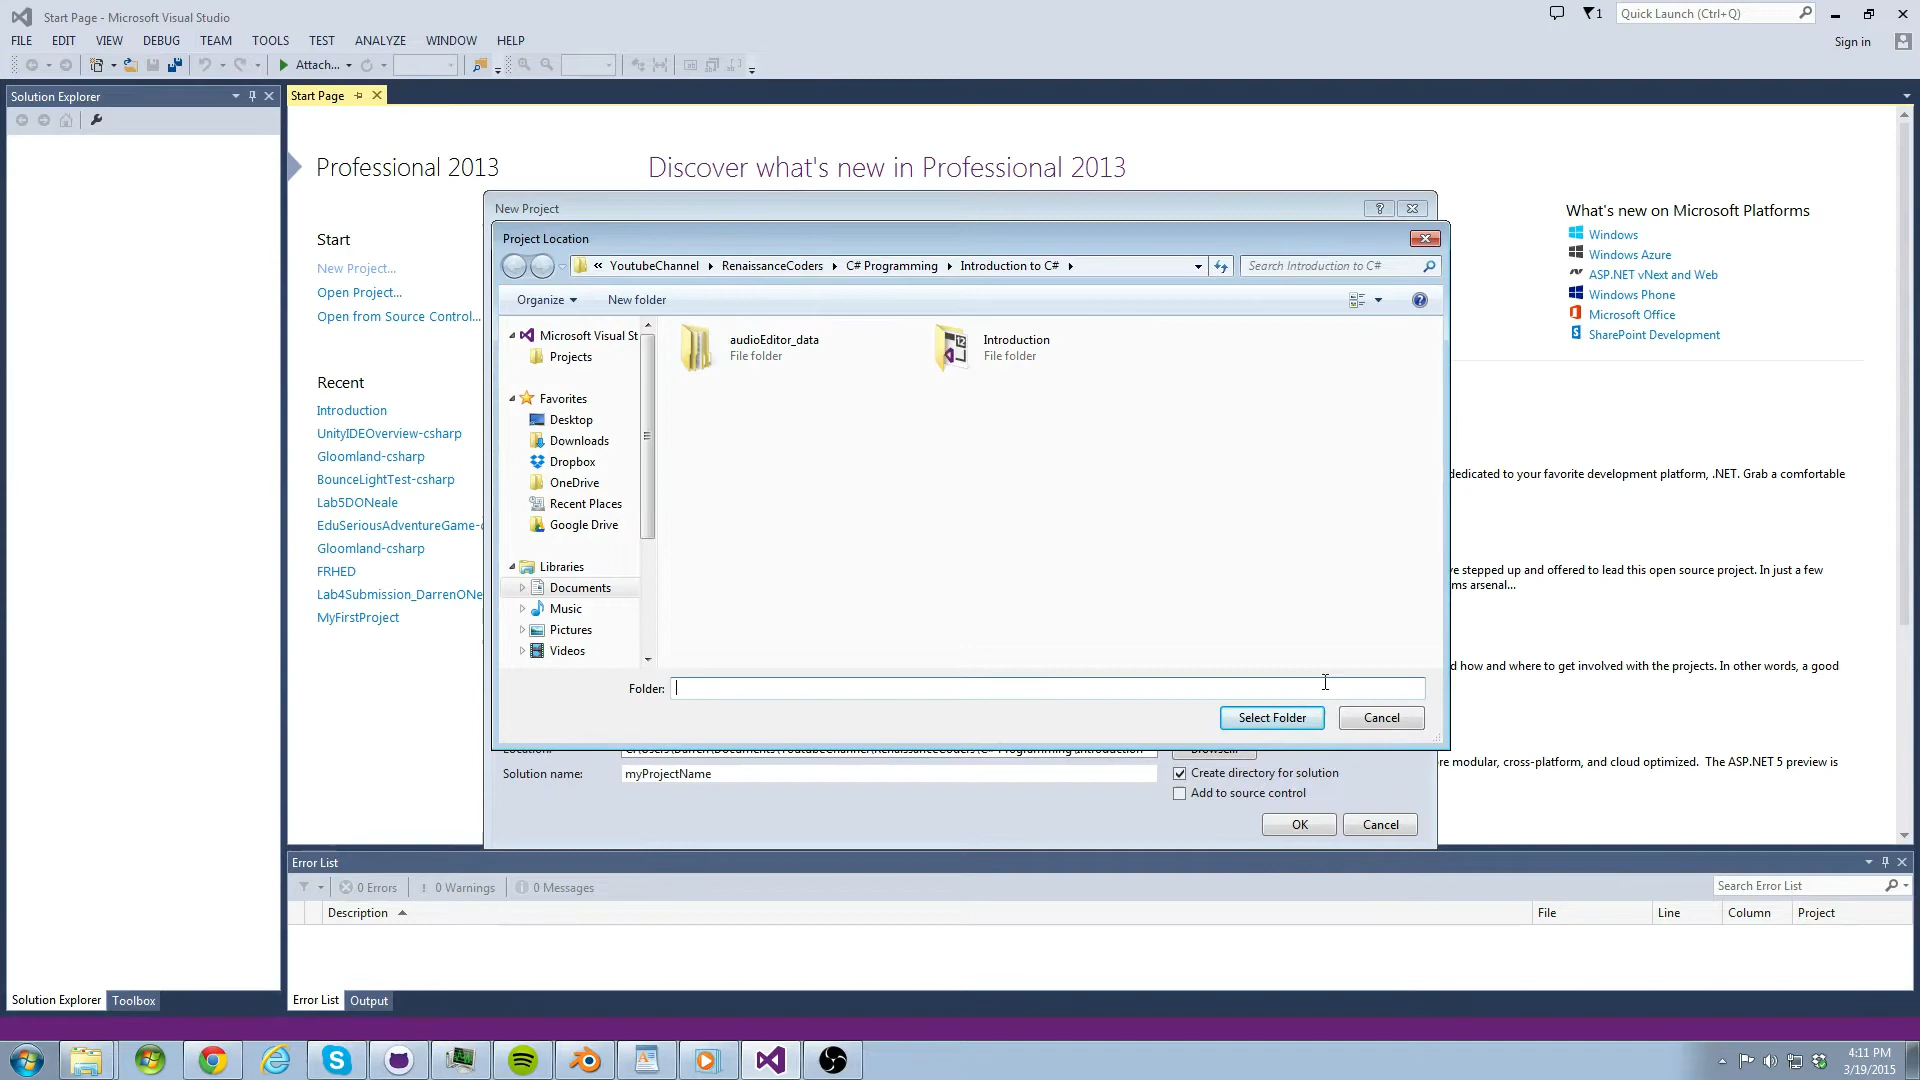 Start Page - Microsoft Visual Studio
1
Quick Launch (Ctrl+Q)
FILE EDIT VIEW DEBUG TEAM TOOLS TEST ANALYZE WINDOW HELP
Sign in
Attach...
Solution Explorer
Start Page
Professional 2013
Discover what's new in Professional 2013
Start
New Project...
Open Project...
Open from Source Control...
Recent
Introduction
UnityIDEOverview-csharp
Gloomland-csharp
BounceLightTest-csharp
Lab5DONeale
EduSeriousAdventureGame-
Gloomland-csharp
FRHED
Lab4Submission_DarrenONe
MyFirstProject
What's new on Microsoft Platforms
Windows
Windows Azure
ASP.NET vNext and Web
Windows Phone
Microsoft Office
SharePoint Development
dedicated to your favorite development platform, .NET. Grab a comfortable
e stepped up and offered to lead this open source project. In just a few
ms arsenal...
d how and where to get involved with the projects. In other words, a good
re modular, cross-platform, and cloud optimized. The ASP.NET 5 preview is
New Project
Project Location
« YoutubeChannel RenaissanceCoders C# Programming Introduction to C#
Search Introduction to C#
Organize New folder
Microsoft Visual St
Projects
Favorites
Desktop
Downloads
Dropbox
OneDrive
Recent Places
Google Drive
Libraries
Documents
Music
Pictures
Videos
audioEditor_data
File folder
Introduction
File folder
Folder:
Select Folder Cancel
Solution name: myProjectName
Create directory for solution
Add to source control
OK Cancel
Error List
0 Errors 0 Warnings 0 Messages
Search Error List
Description File Line Column Project
Solution Explorer Toolbox
Error List Output
4:11 PM
3/19/2015